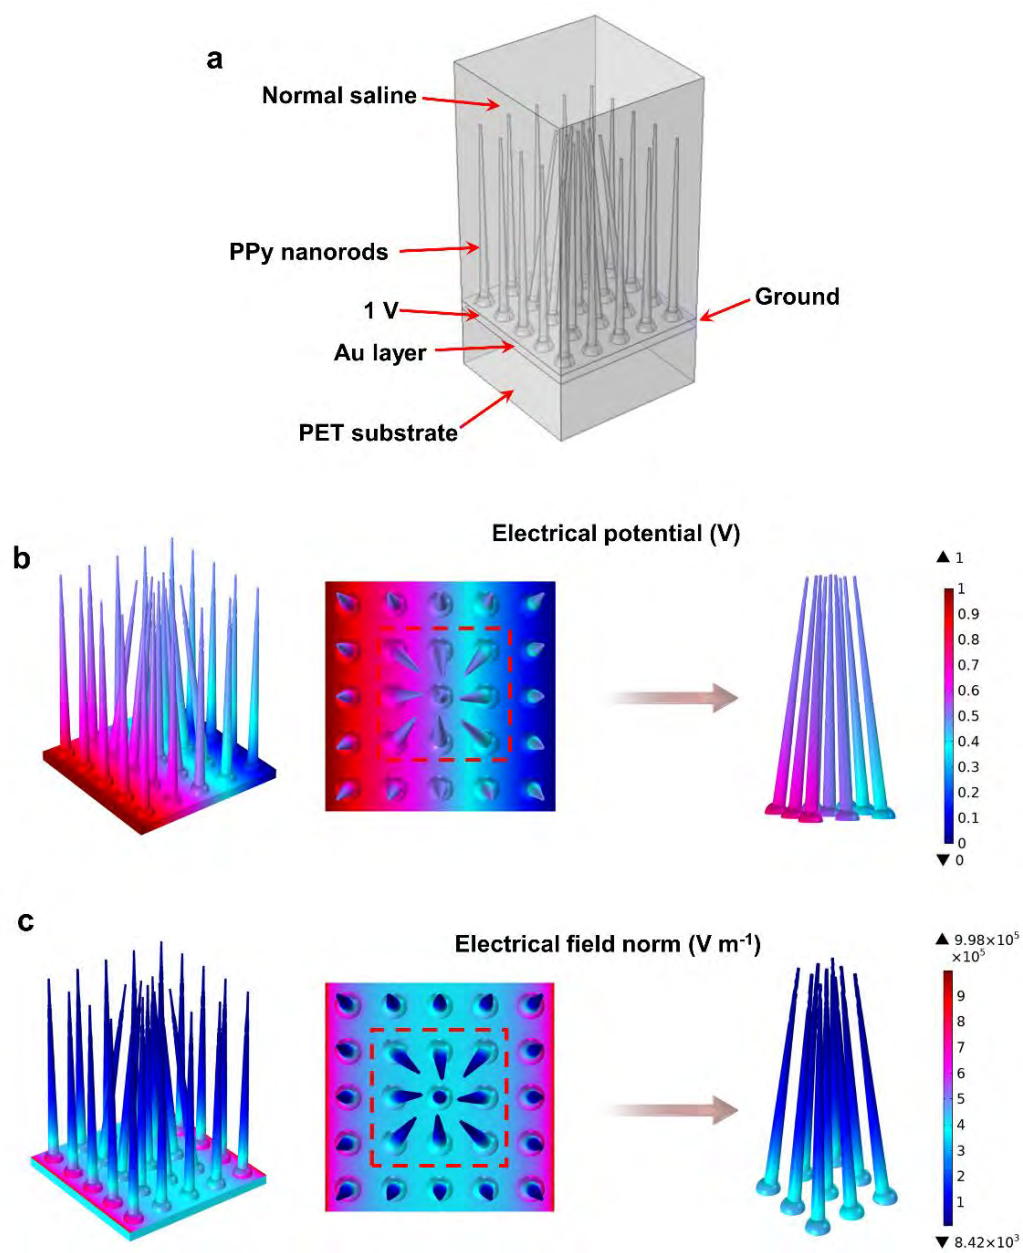 a
Normal saline
PPy nanorods
1 V
Ground
Au layer
PET substrate
b
Electrical potential (V)
▲ 1
1
0.9
0.8
0.7
0.6
0.5
0.4
0.3
0.2
0.1
0
▼ 0
c
Electrical field norm (V m⁻¹)
▲ 9.98×10⁵
×10⁵
9
8
7
6
5
4
3
2
1
▼ 8.42×10³